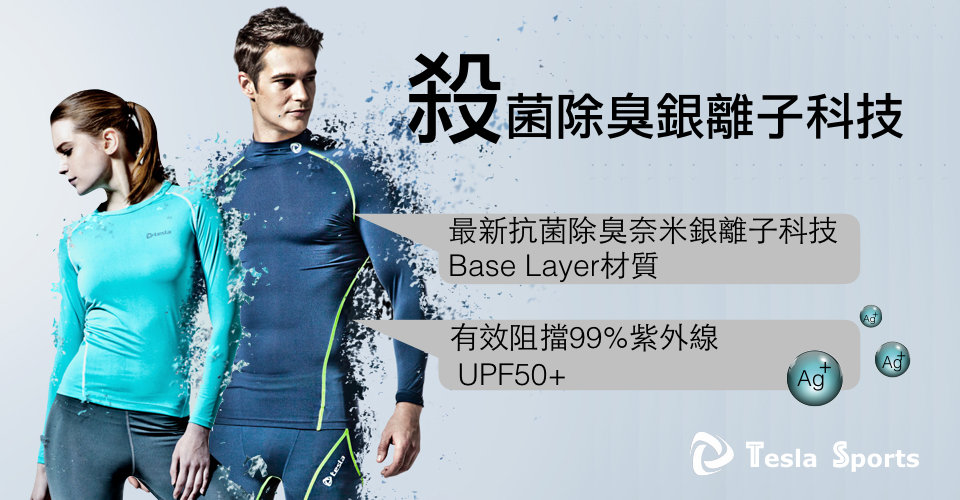 殺菌除臭銀離子科技
最新抗菌除臭奈米銀離子科技
Base Layer材質
有效阻擋99%紫外線
UPF50+
Ag+
Ag+
Ag+
Tesla Sports
tesla
tesla